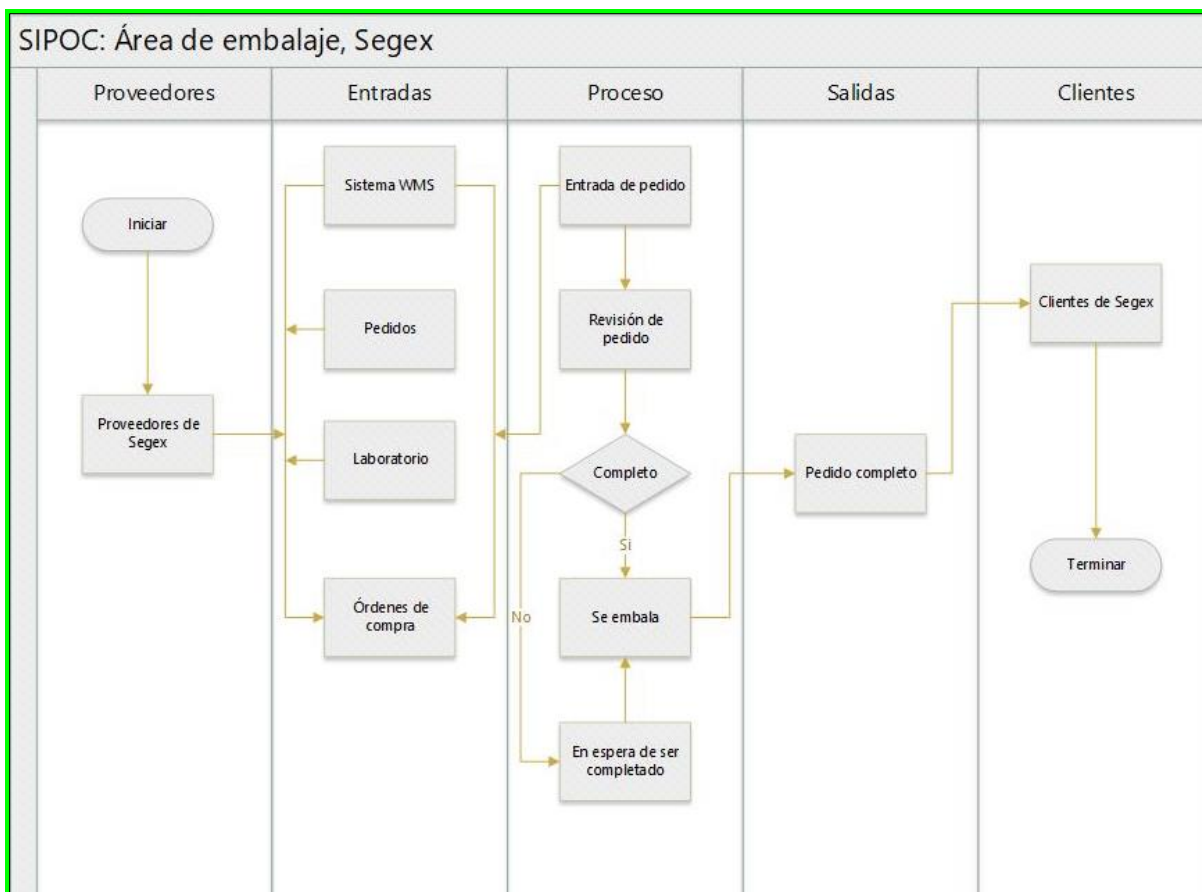 SIPOC: Área de embalaje, Segex
Proveedores
Entradas
Proceso
Salidas
Clientes
Iniciar
Proveedores de
Segex
Sistema WMS
Pedidos
Laboratorio
Órdenes de
compra
Entrada de pedido
Revisión de
pedido
Completo
Si
No
Se embala
En espera de ser
completado
Pedido completo
Clientes de Segex
Terminar